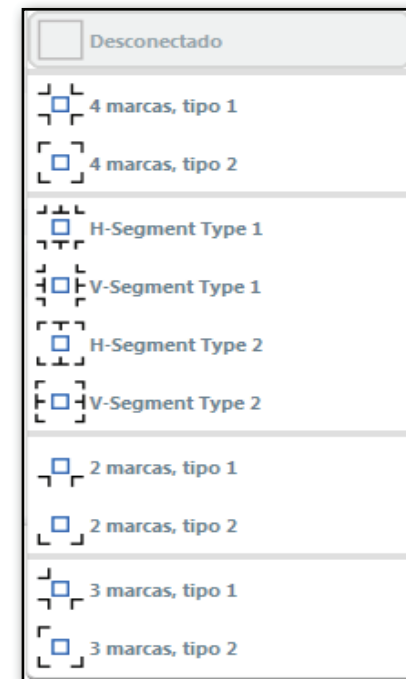 Desconectado
4 marcas, tipo 1
4 marcas, tipo 2
H-Segment Type 1
V-Segment Type 1
H-Segment Type 2
V-Segment Type 2
2 marcas, tipo 1
2 marcas, tipo 2
3 marcas, tipo 1
3 marcas, tipo 2